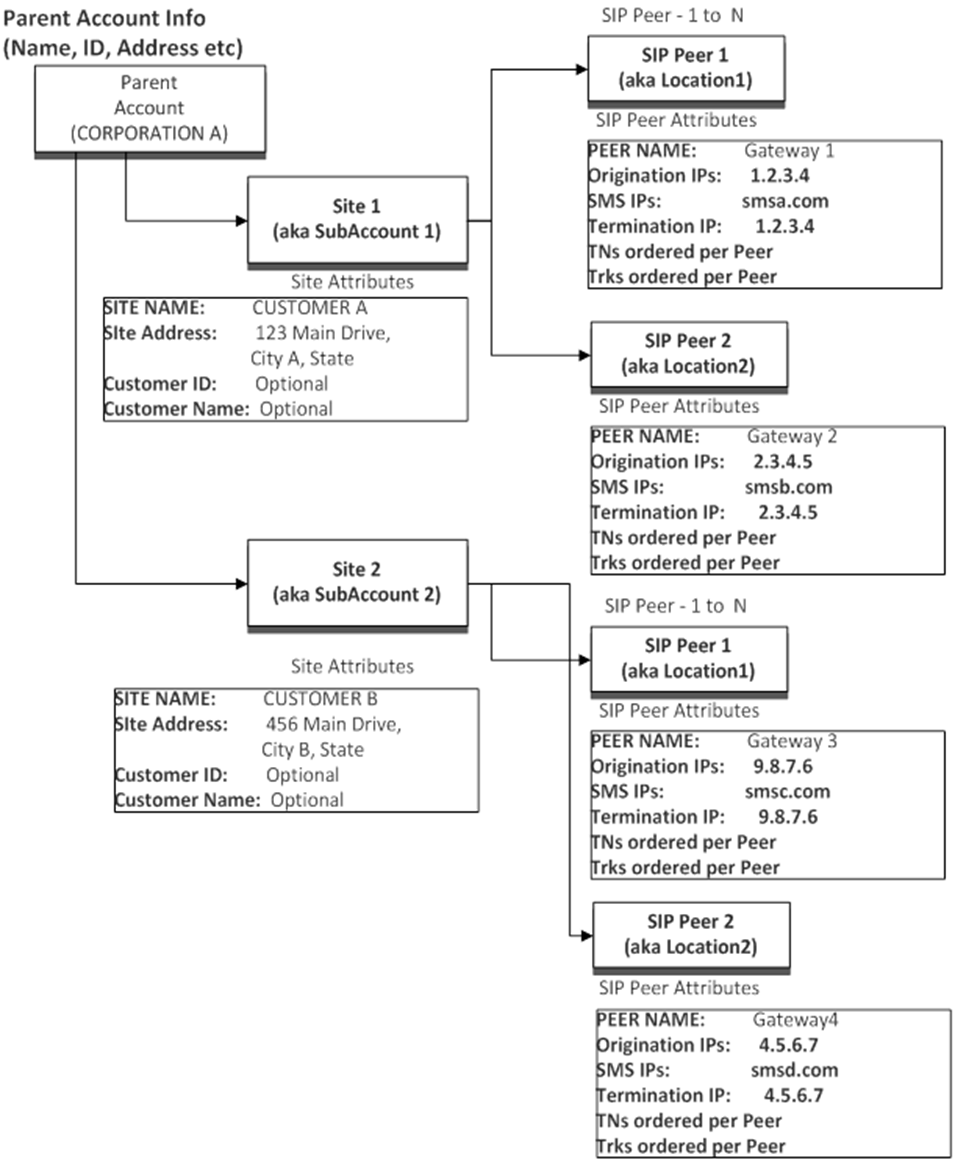 Parent Account Info
(Name, ID, Address etc)
Parent
Account
(CORPORATION A)
Site 1
(aka SubAccount 1)
Site Attributes
SITE NAME: CUSTOMER A
SIte Address: 123 Main Drive,
City A, State
Customer ID: Optional
Customer Name: Optional
SIP Peer - 1 to N
SIP Peer 1
(aka Location1)
SIP Peer Attributes
PEER NAME: Gateway 1
Origination IPs: 1.2.3.4
SMS IPs: smsa.com
Termination IP: 1.2.3.4
TNs ordered per Peer
Trks ordered per Peer
SIP Peer 2
(aka Location2)
SIP Peer Attributes
PEER NAME: Gateway 2
Origination IPs: 2.3.4.5
SMS IPs: smsb.com
Termination IP: 2.3.4.5
TNs ordered per Peer
Trks ordered per Peer
Site 2
(aka SubAccount 2)
Site Attributes
SITE NAME: CUSTOMER B
SIte Address: 456 Main Drive,
City B, State
Customer ID: Optional
Customer Name: Optional
SIP Peer - 1 to N
SIP Peer 1
(aka Location1)
SIP Peer Attributes
PEER NAME: Gateway 3
Origination IPs: 9.8.7.6
SMS IPs: smsc.com
Termination IP: 9.8.7.6
TNs ordered per Peer
Trks ordered per Peer
SIP Peer 2
(aka Location2)
SIP Peer Attributes
PEER NAME: Gateway4
Origination IPs: 4.5.6.7
SMS IPs: smsd.com
Termination IP: 4.5.6.7
TNs ordered per Peer
Trks ordered per Peer